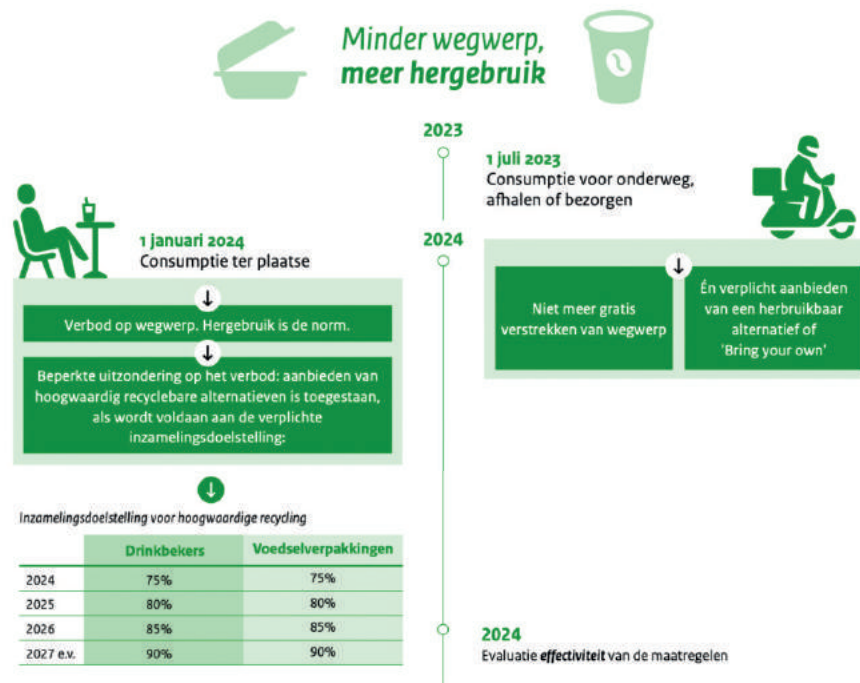 Minder wegwerp,
meer hergebruik
2023
1 juli 2023
Consumptie voor onderweg,
afhalen of bezorgen
Niet meer gratis
verstrekken van wegwerp
Én verplicht aanbieden
van een herbruikbaar
alternatief of
'Bring your own'
2024
1 januari 2024
Consumptie ter plaatse
Verbod op wegwerp. Hergebruik is de norm.
Beperkte uitzondering op het verbod: aanbieden van
hoogwaardig recyclebare alternatieven is toegestaan,
als wordt voldaan aan de verplichte
inzamelingsdoelstelling:
Inzamelingsdoelstelling voor hoogwaardige recycling
Drinkbekers Voedselverpakkingen
2024 75% 75%
2025 80% 80%
2026 85% 85%
2027 e.v. 90% 90%
2024
Evaluatie effectiviteit van de maatregelen